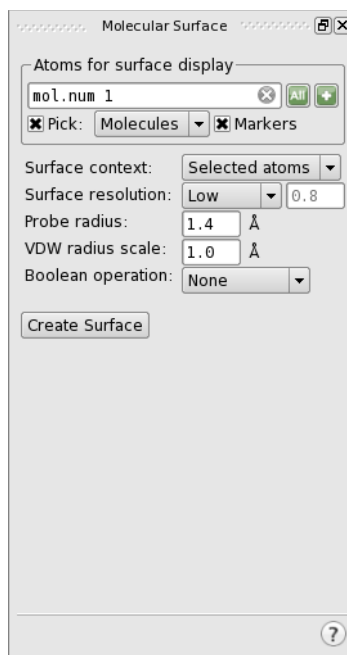 Molecular Surface
Atoms for surface display
mol.num 1 All
Pick: Molecules Markers
Surface context: Selected atoms
Surface resolution: Low 0.8
Probe radius: 1.4 Å
VDW radius scale: 1.0 Å
Boolean operation: None
Create Surface
?